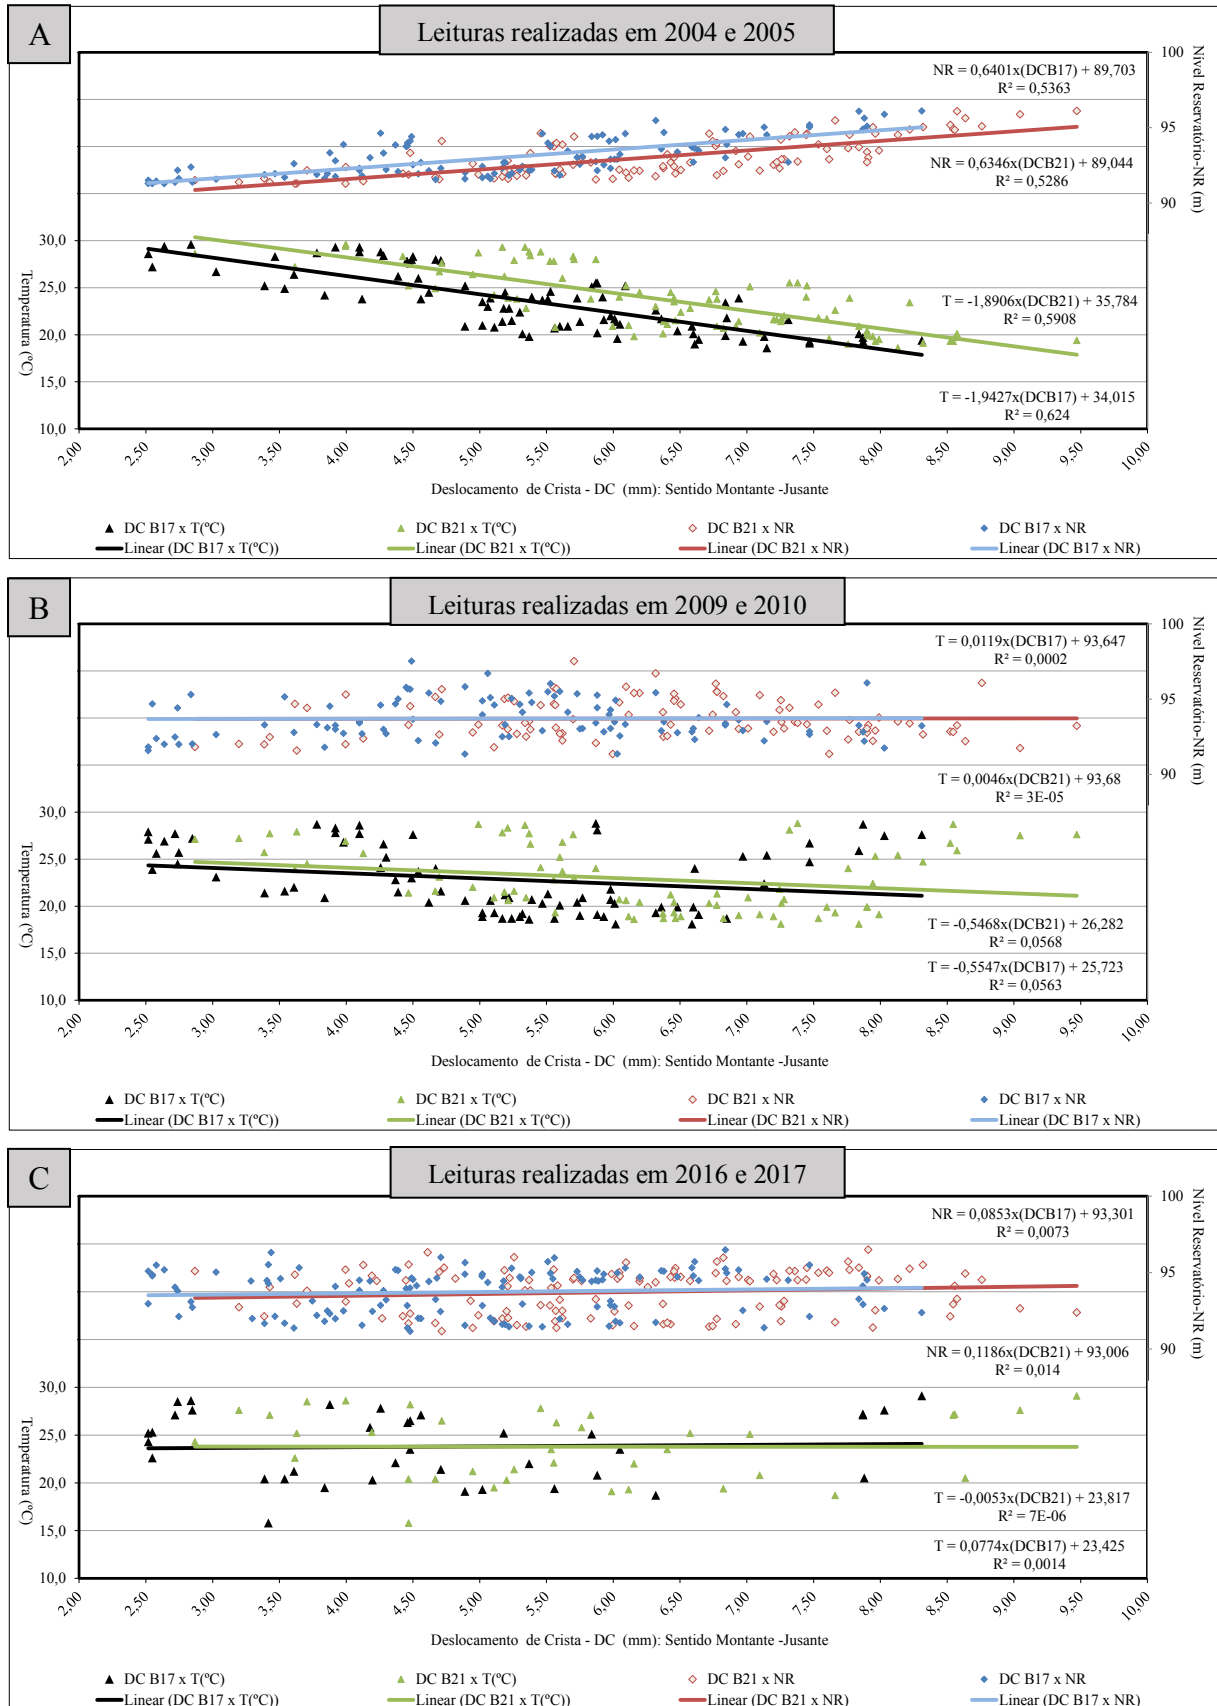 A
Leituras realizadas em 2004 e 2005
100
95
90
Nível Reservatório-NR (m)
NR = 0,6401x(DCB17) + 89,703
R² = 0,5363
NR = 0,6346x(DCB21) + 89,044
R² = 0,5286
30,0
25,0
20,0
15,0
10,0
Temperatura (ºC)
T = -1,8906x(DCB21) + 35,784
R² = 0,5908
T = -1,9427x(DCB17) + 34,015
R² = 0,624
2,00 2,50 3,00 3,50 4,00 4,50 5,00 5,50 6,00 6,50 7,00 7,50 8,00 8,50 9,00 9,50 10,00
Deslocamento de Crista - DC (mm): Sentido Montante -Jusante
DC B17 x T(ºC) DC B21 x T(ºC) DC B21 x NR DC B17 x NR
Linear (DC B17 x T(ºC)) Linear (DC B21 x T(ºC)) Linear (DC B21 x NR) Linear (DC B17 x NR)
B
Leituras realizadas em 2009 e 2010
100
95
90
Nível Reservatório-NR (m)
T = 0,0119x(DCB17) + 93,647
R² = 0,0002
T = 0,0046x(DCB21) + 93,68
R² = 3E-05
30,0
25,0
20,0
15,0
10,0
Temperatura (ºC)
T = -0,5468x(DCB21) + 26,282
R² = 0,0568
T = -0,5547x(DCB17) + 25,723
R² = 0,0563
2,00 2,50 3,00 3,50 4,00 4,50 5,00 5,50 6,00 6,50 7,00 7,50 8,00 8,50 9,00 9,50 10,00
Deslocamento de Crista - DC (mm): Sentido Montante -Jusante
DC B17 x T(ºC) DC B21 x T(ºC) DC B21 x NR DC B17 x NR
Linear (DC B17 x T(ºC)) Linear (DC B21 x T(ºC)) Linear (DC B21 x NR) Linear (DC B17 x NR)
C
Leituras realizadas em 2016 e 2017
100
95
90
Nível Reservatório-NR (m)
NR = 0,0853x(DCB17) + 93,301
R² = 0,0073
NR = 0,1186x(DCB21) + 93,006
R² = 0,014
30,0
25,0
20,0
15,0
10,0
Temperatura (ºC)
T = -0,0053x(DCB21) + 23,817
R² = 7E-06
T = 0,0774x(DCB17) + 23,425
R² = 0,0014
2,00 2,50 3,00 3,50 4,00 4,50 5,00 5,50 6,00 6,50 7,00 7,50 8,00 8,50 9,00 9,50 10,00
Deslocamento de Crista - DC (mm): Sentido Montante -Jusante
DC B17 x T(ºC) DC B21 x T(ºC) DC B21 x NR DC B17 x NR
Linear (DC B17 x T(ºC)) Linear (DC B21 x T(ºC)) Linear (DC B21 x NR) Linear (DC B17 x NR)